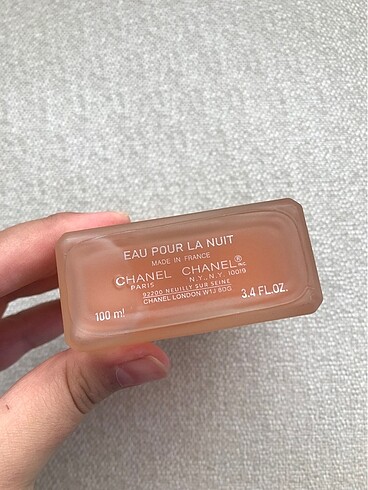 EAU POUR LA NUIT
MADE IN FRANCE
CHANEL CHANEL® INC
PARIS N.Y., N.Y. 10019
92200 NEUILLY SUR SEINE
CHANEL LONDON W1J 8DG
100 ml 3.4 FL.OZ.